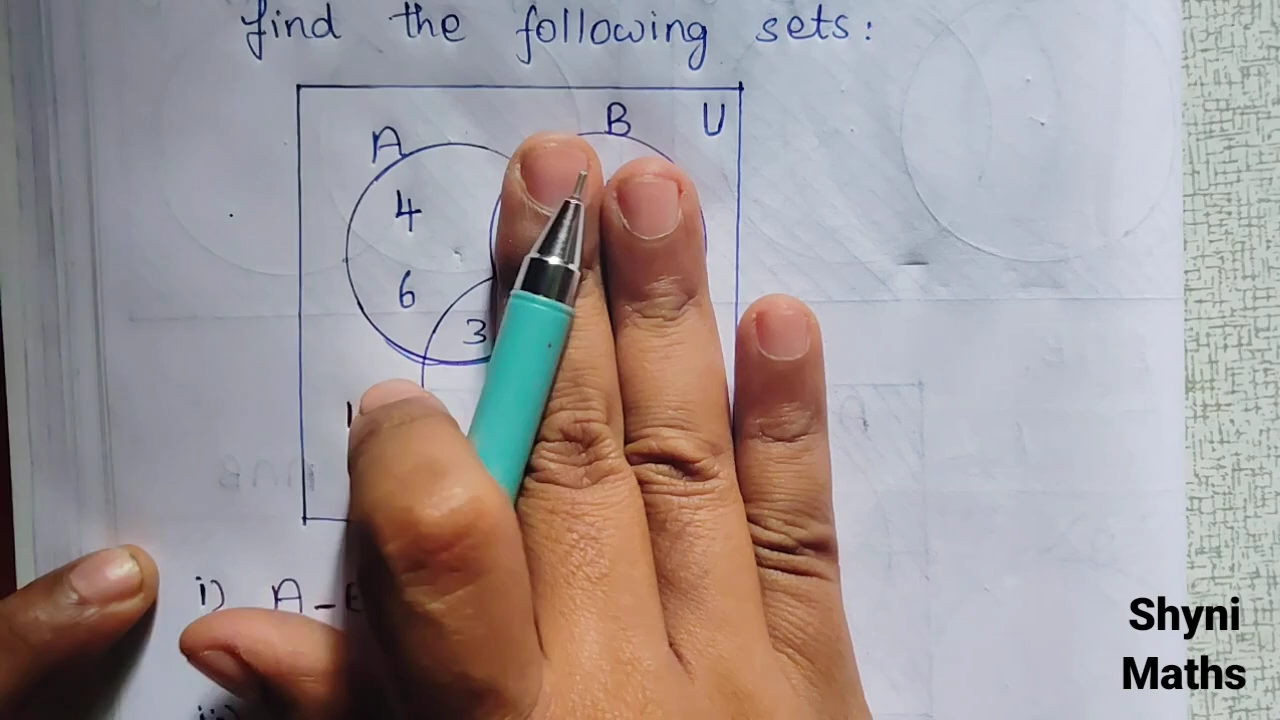 find the following sets:
A B U
4
6
3
i) A-
Shyni
Maths